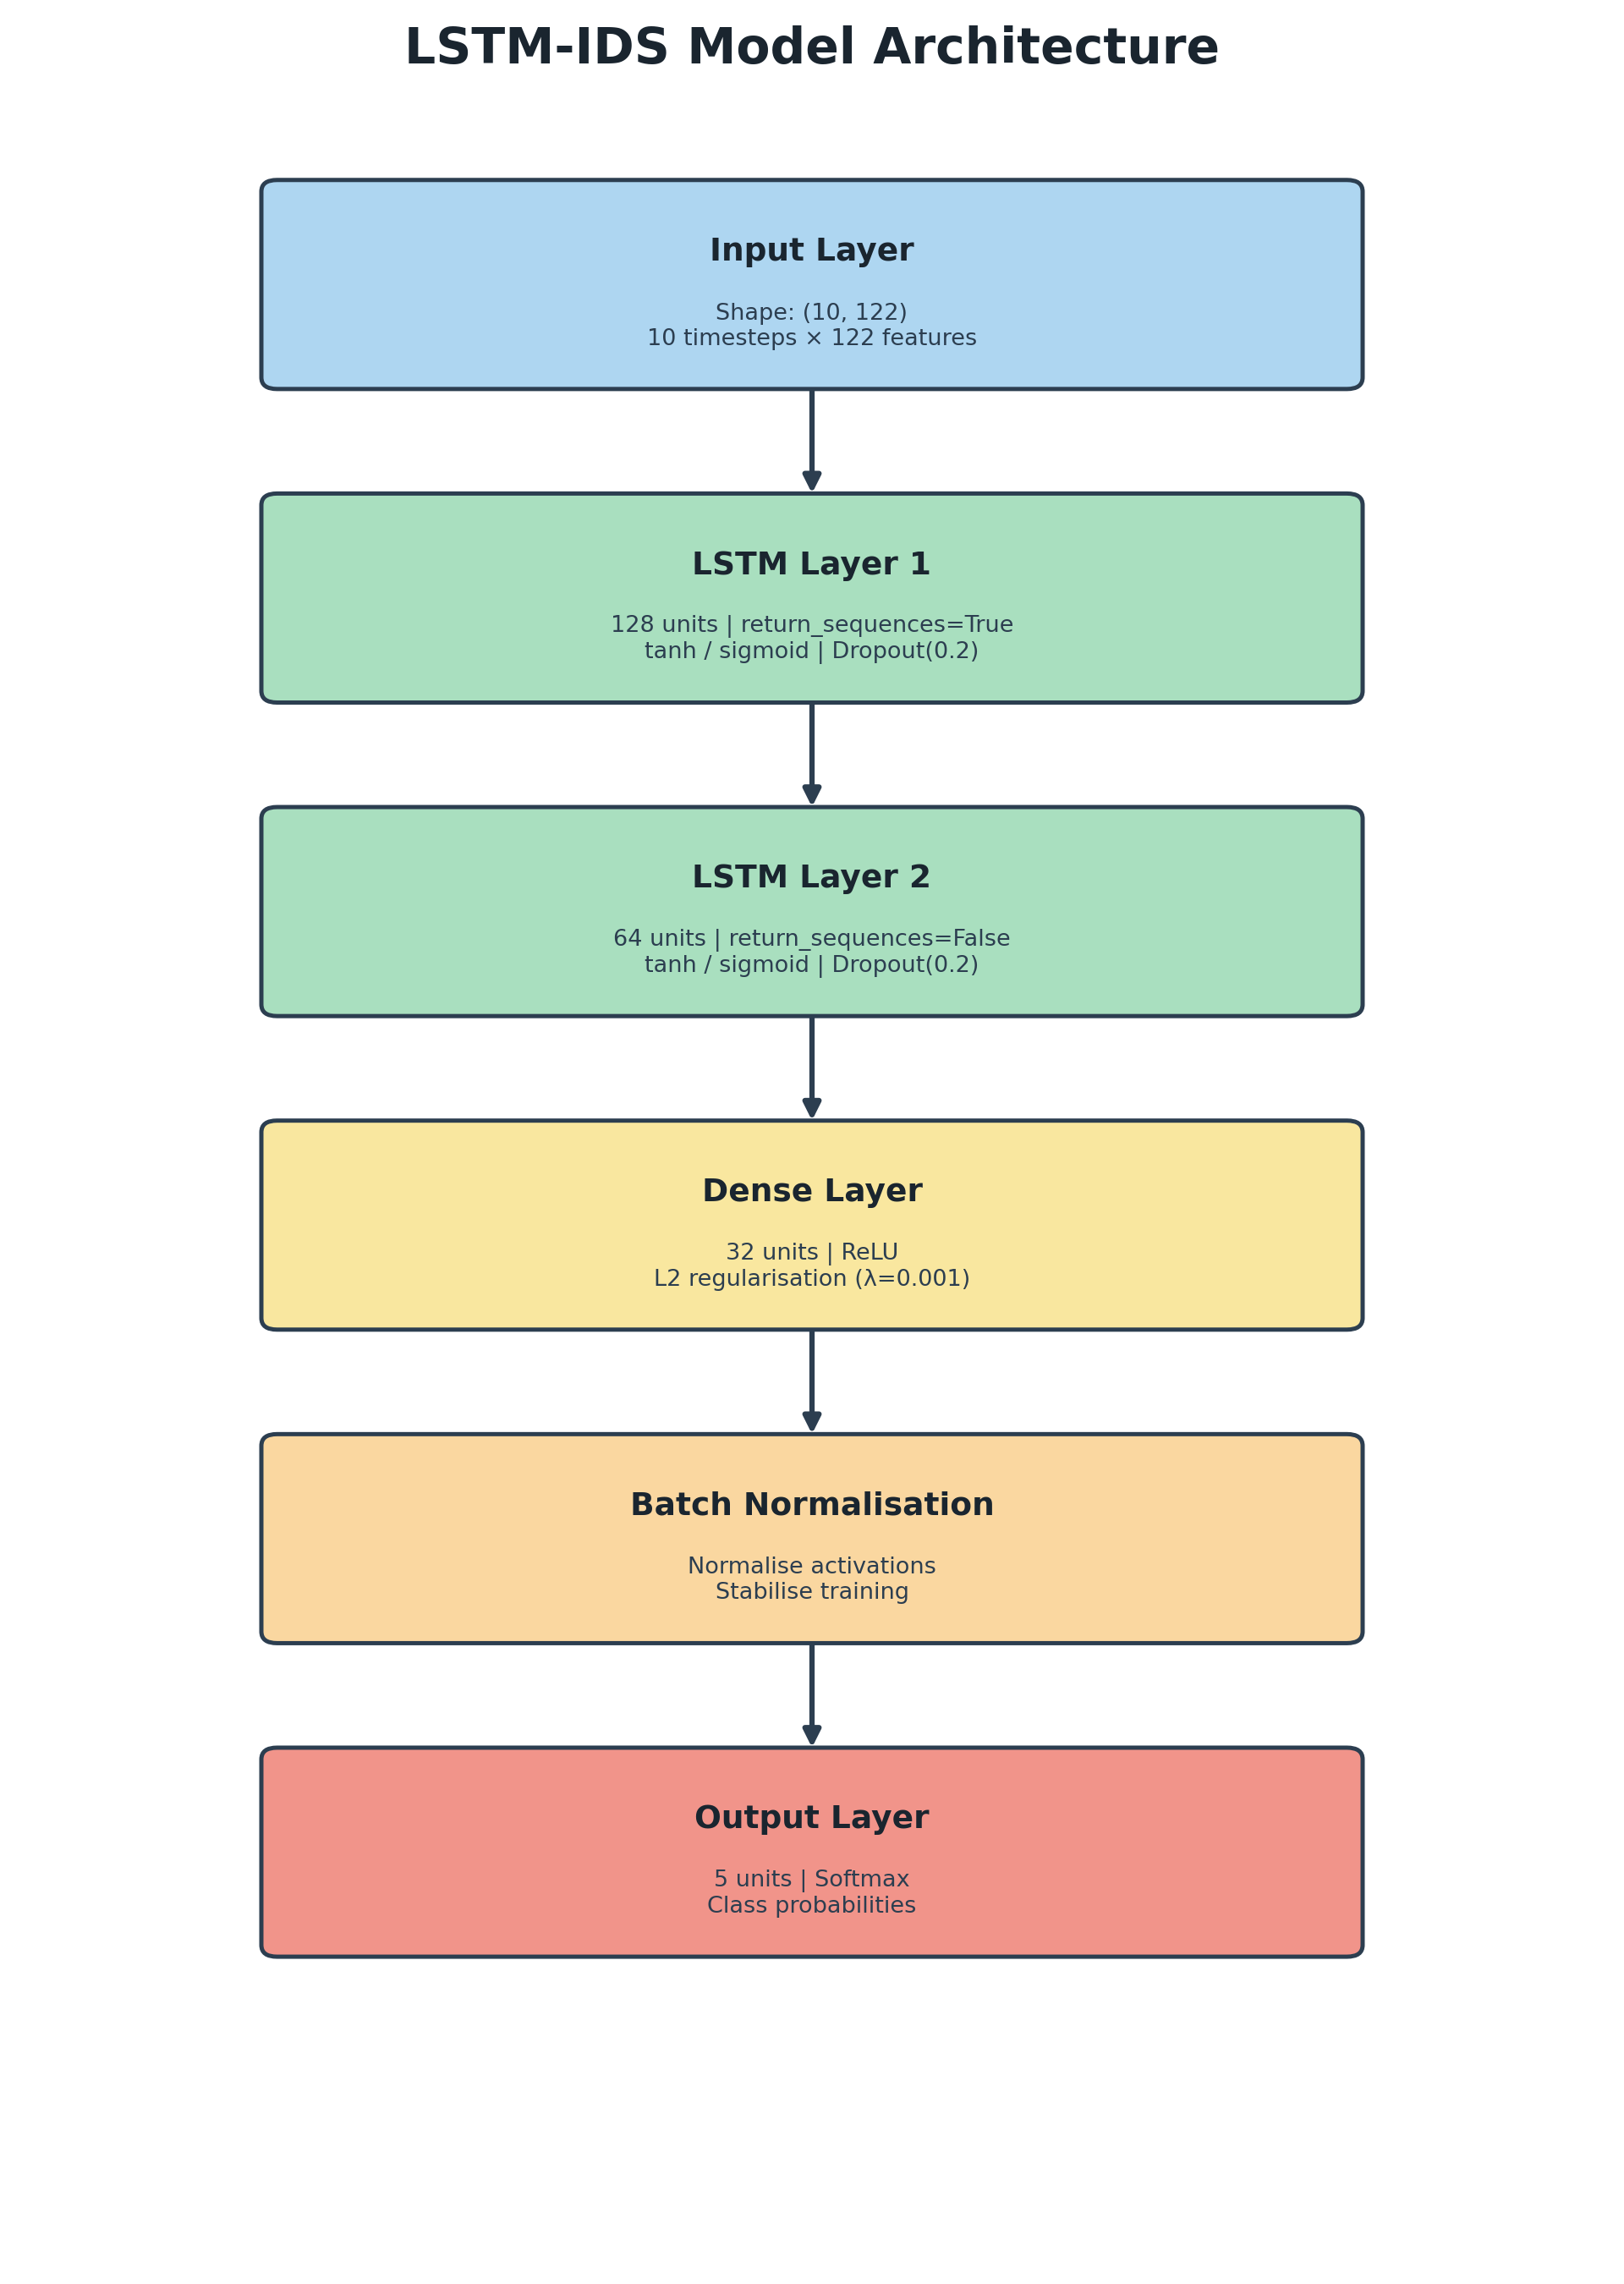 LSTM-IDS Model Architecture
Input Layer
Shape: (10, 122)
10 timesteps × 122 features
LSTM Layer 1
128 units | return_sequences=True
tanh / sigmoid | Dropout(0.2)
LSTM Layer 2
64 units | return_sequences=False
tanh / sigmoid | Dropout(0.2)
Dense Layer
32 units | ReLU
L2 regularisation (λ=0.001)
Batch Normalisation
Normalise activations
Stabilise training
Output Layer
5 units | Softmax
Class probabilities